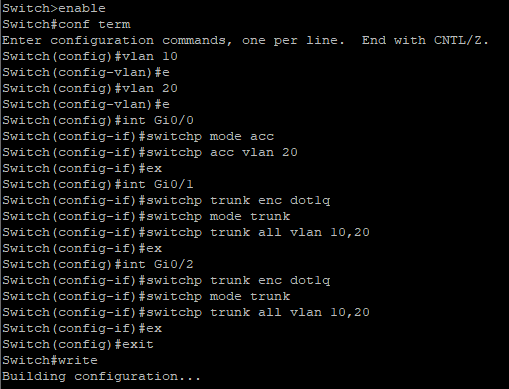 Switch>enable
Switch#conf term
Enter configuration commands, one per line.  End with CNTL/Z.
Switch(config)#vlan 10
Switch(config-vlan)#e
Switch(config)#vlan 20
Switch(config-vlan)#e
Switch(config)#int Gi0/0
Switch(config-if)#switchp mode acc
Switch(config-if)#switchp acc vlan 20
Switch(config-if)#ex
Switch(config)#int Gi0/1
Switch(config-if)#switchp trunk enc dot1q
Switch(config-if)#switchp mode trunk
Switch(config-if)#switchp trunk all vlan 10,20
Switch(config-if)#ex
Switch(config)#int Gi0/2
Switch(config-if)#switchp trunk enc dot1q
Switch(config-if)#switchp mode trunk
Switch(config-if)#switchp trunk all vlan 10,20
Switch(config-if)#ex
Switch(config)#exit
Switch#write
Building configuration...